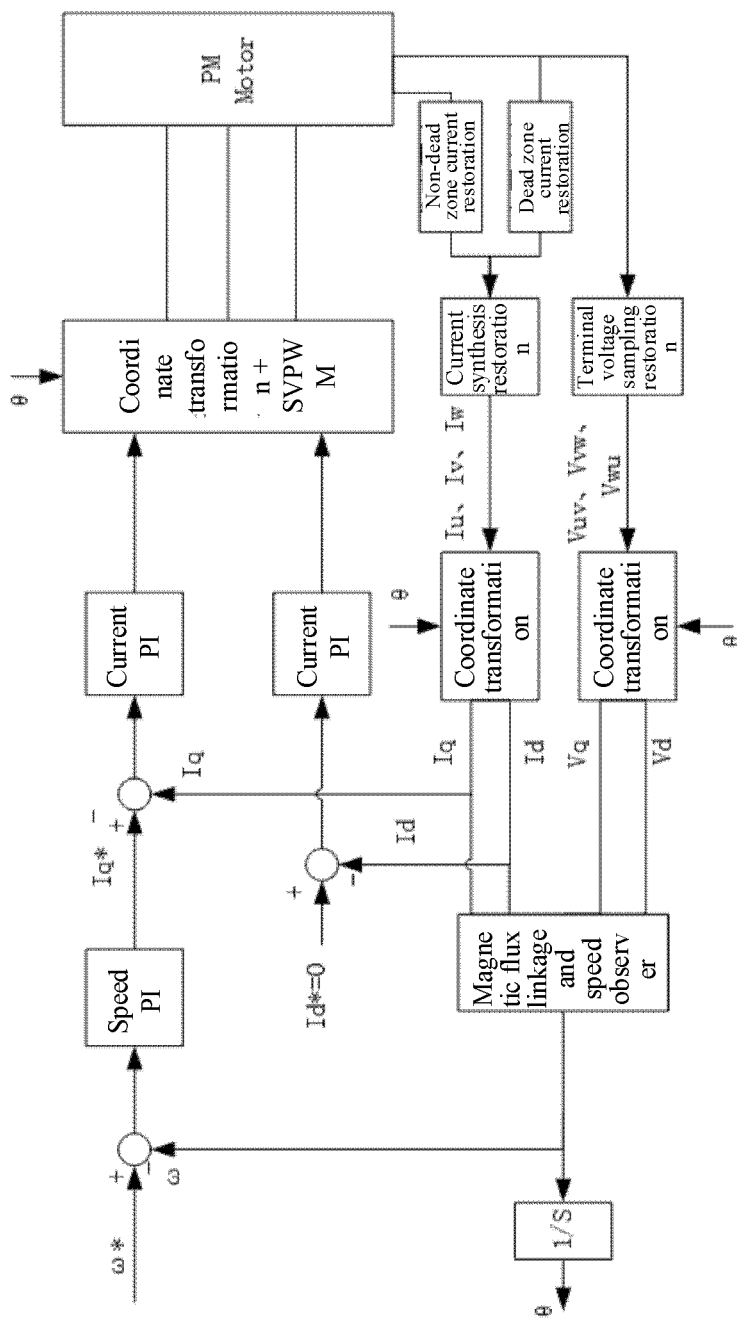 ω*
+
-
ω
Speed
PI
Iq*
+
-
Iq
Current
PI
θ
Coordi
nate
transfo
rmatio
n +
SVPW
M
PM
Motor
Id*=0
+
-
Id
Current
PI
Non-dead
zone current
restoration
Dead zone
current
restoration
Current
synthesis
restoratio
n
Iu、Iv、Iw
θ
Coordinate
transformati
on
Iq
Id
Terminal
voltage
sampling
restoratio
n
Vuv、Vvw、
Vwu
Coordinate
transformati
on
θ
Vq
Vd
Magne
tic flux
linkage
and
speed
observ
er
1/S
θ